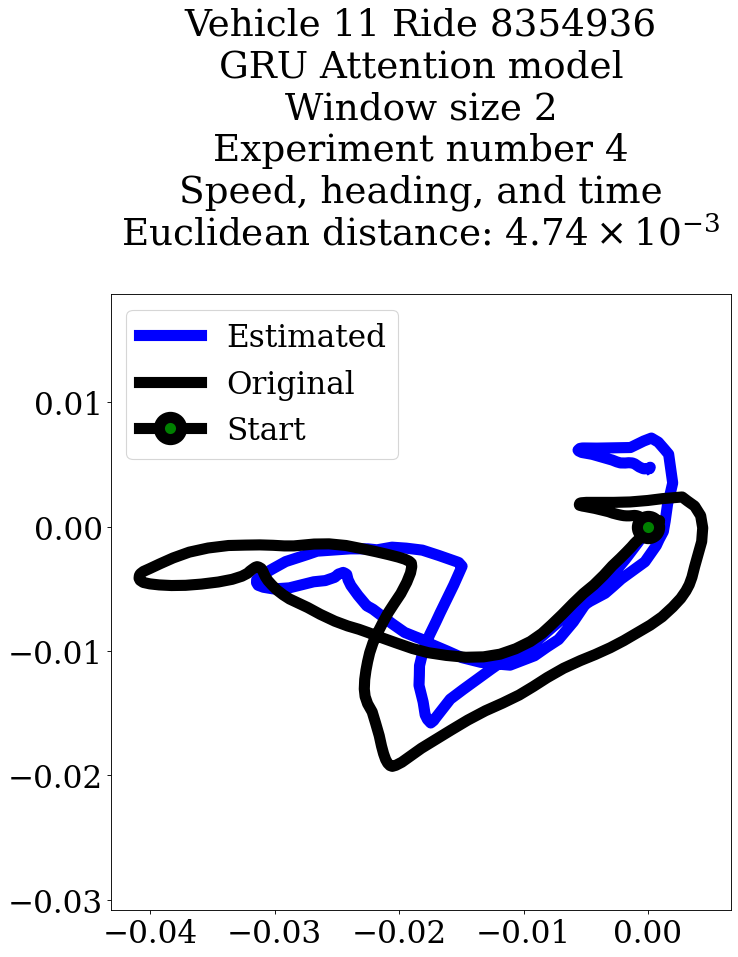 Vehicle 11 Ride 8354936
GRU Attention model
Window size 2
Experiment number 4
Speed, heading, and time
Euclidean distance: 4.74 × 10⁻³
Estimated
Original
Start
0.01
0.00
−0.01
−0.02
−0.03
−0.04 −0.03 −0.02 −0.01 0.00